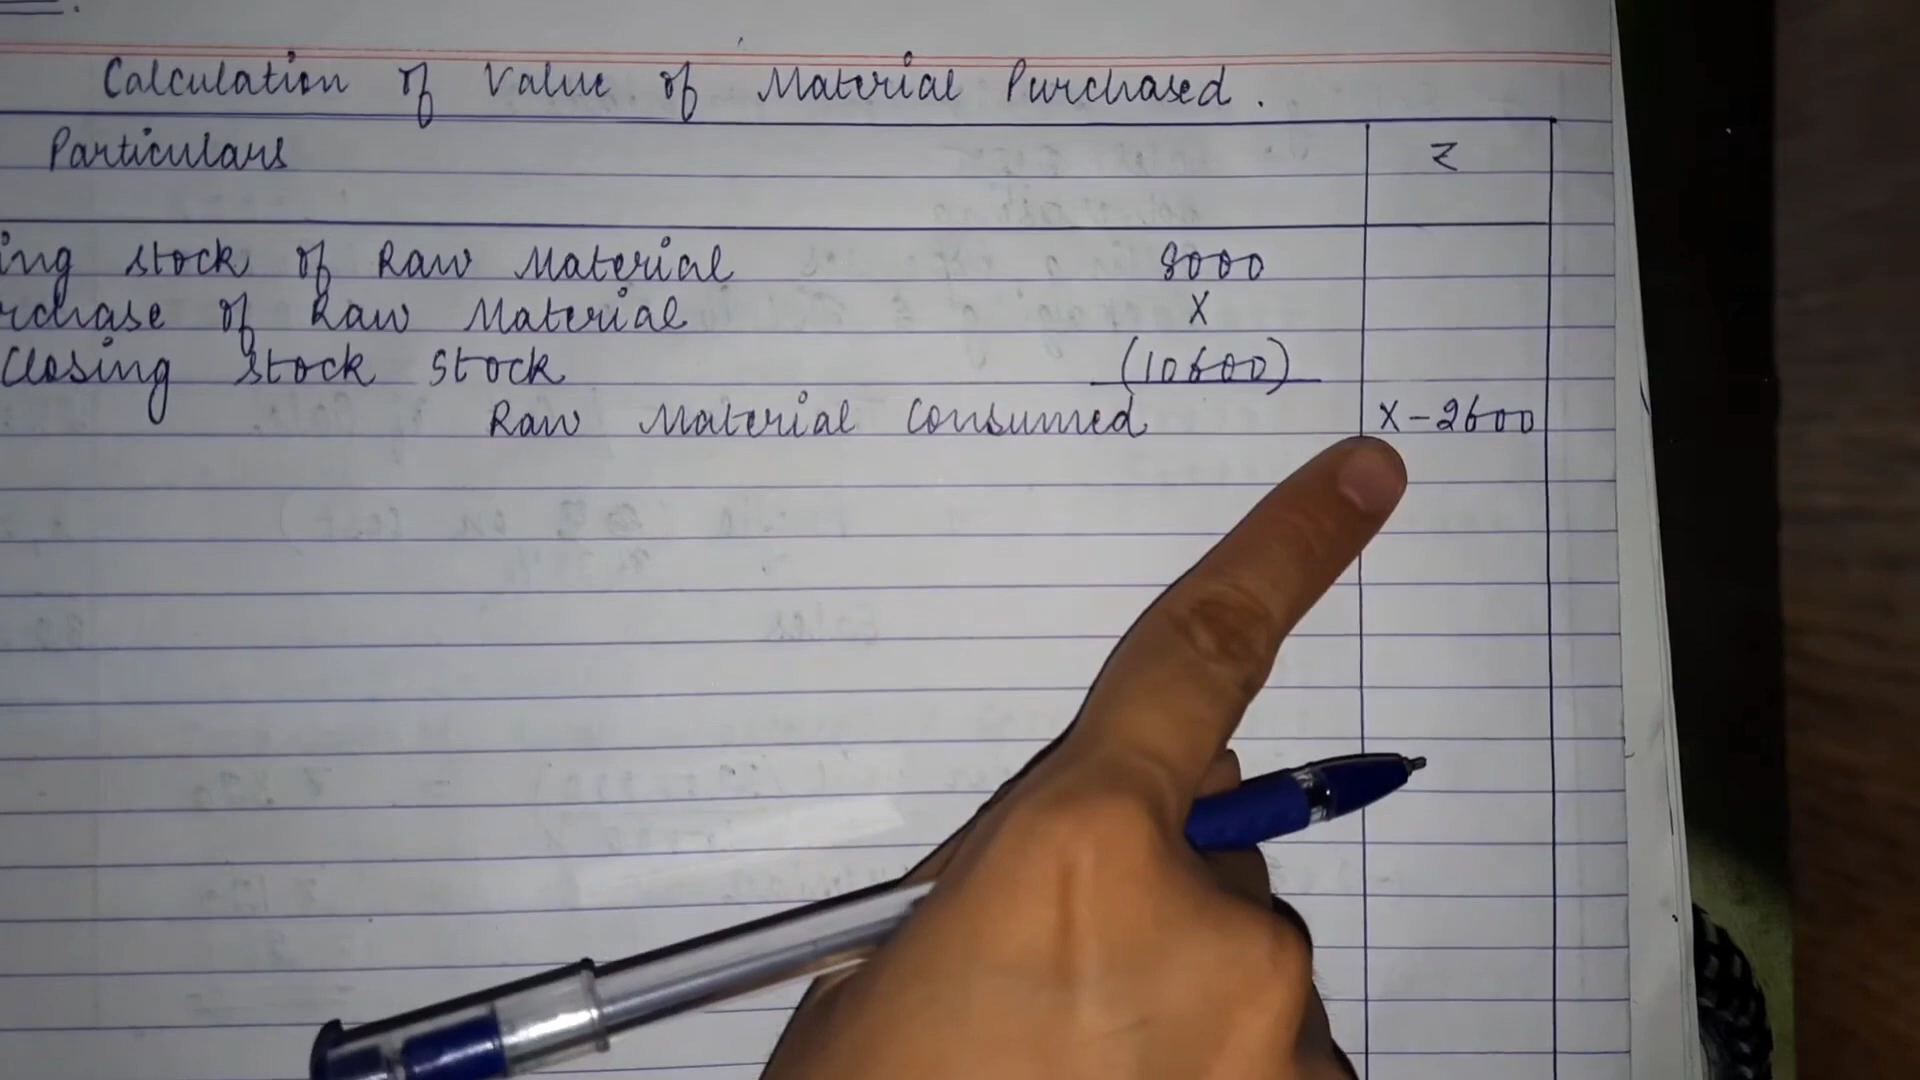 Calculation of Value of Material Purchased.
Particulars ₹
ing stock of Raw Material 8000
rchase of Raw Material X
Closing stock stock (10600)
Raw Material Consumed X-2600